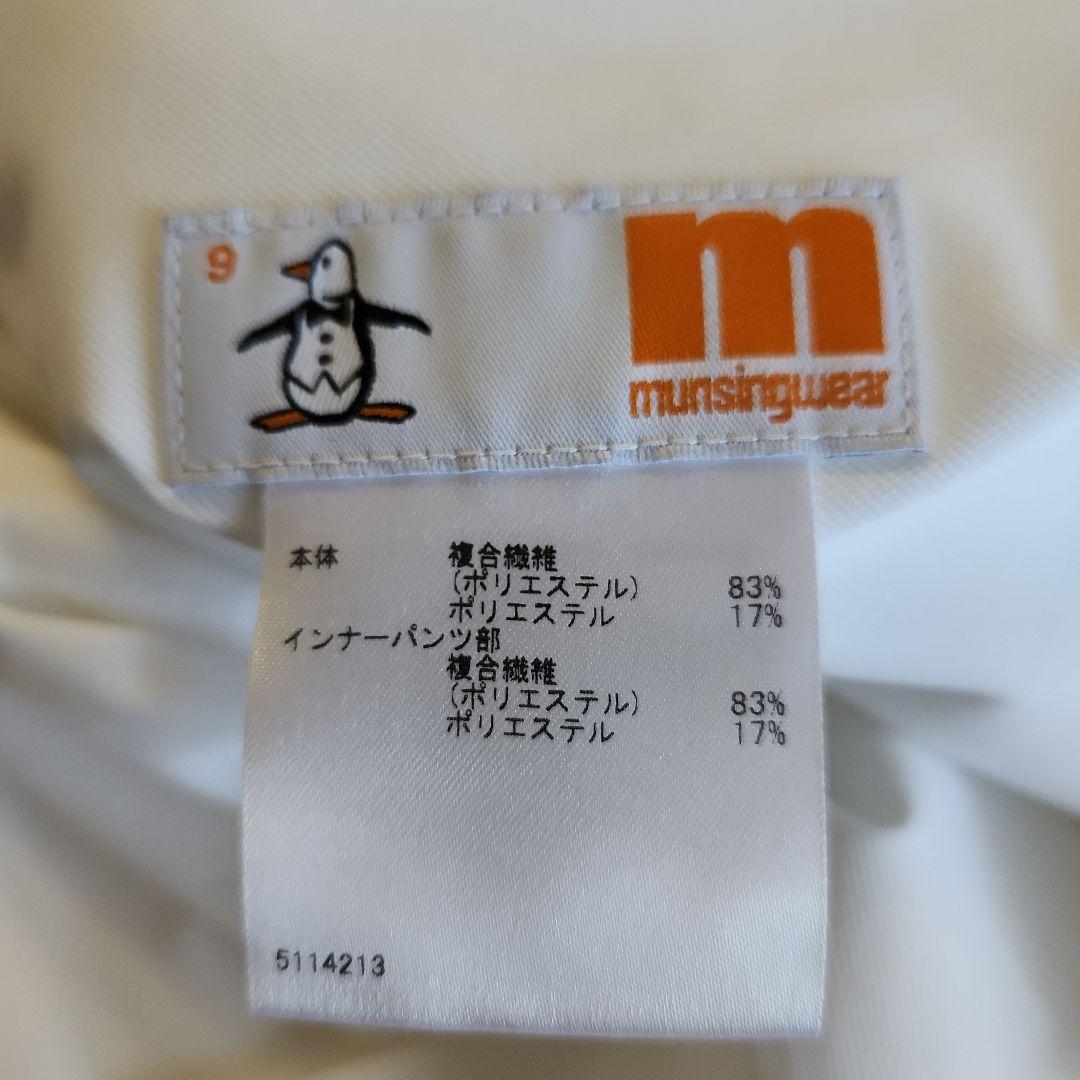 9
m
munsingwear
本体 複合繊維
(ポリエステル) 83%
ポリエステル 17%
インナーパンツ部
複合繊維
(ポリエステル) 83%
ポリエステル 17%
5114213